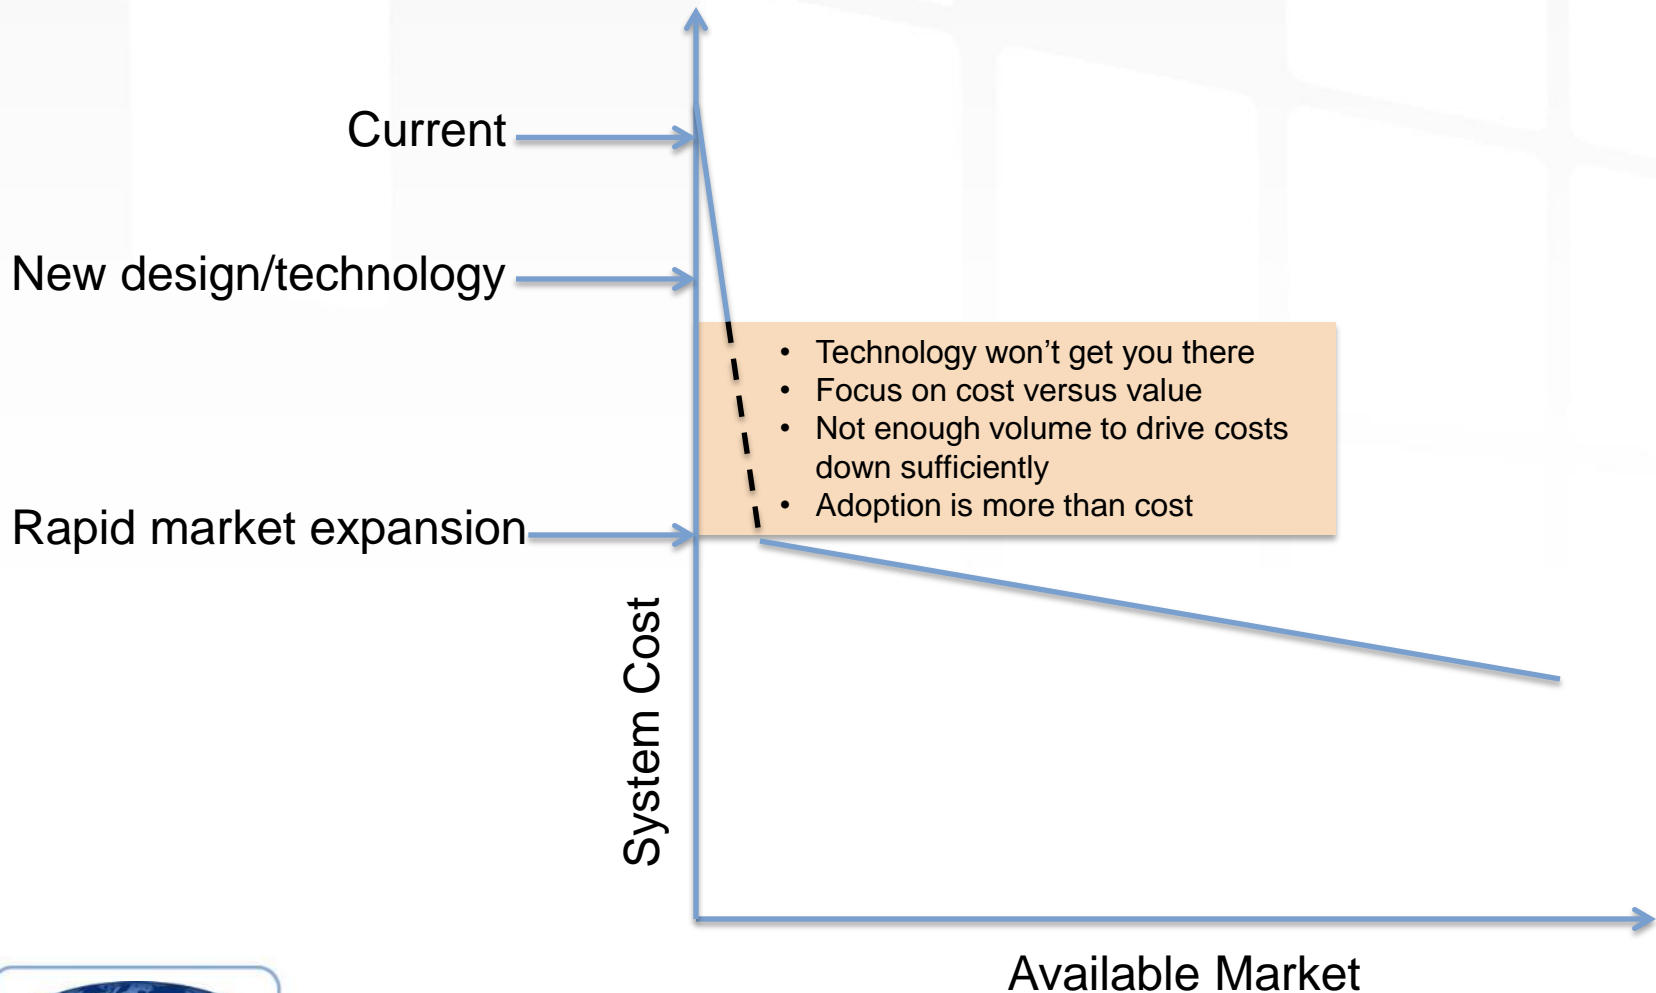 Current
New design/technology
• Technology won’t get you there
• Focus on cost versus value
• Not enough volume to drive costs
down sufficiently
• Adoption is more than cost
Rapid market expansion
System Cost
Available Market